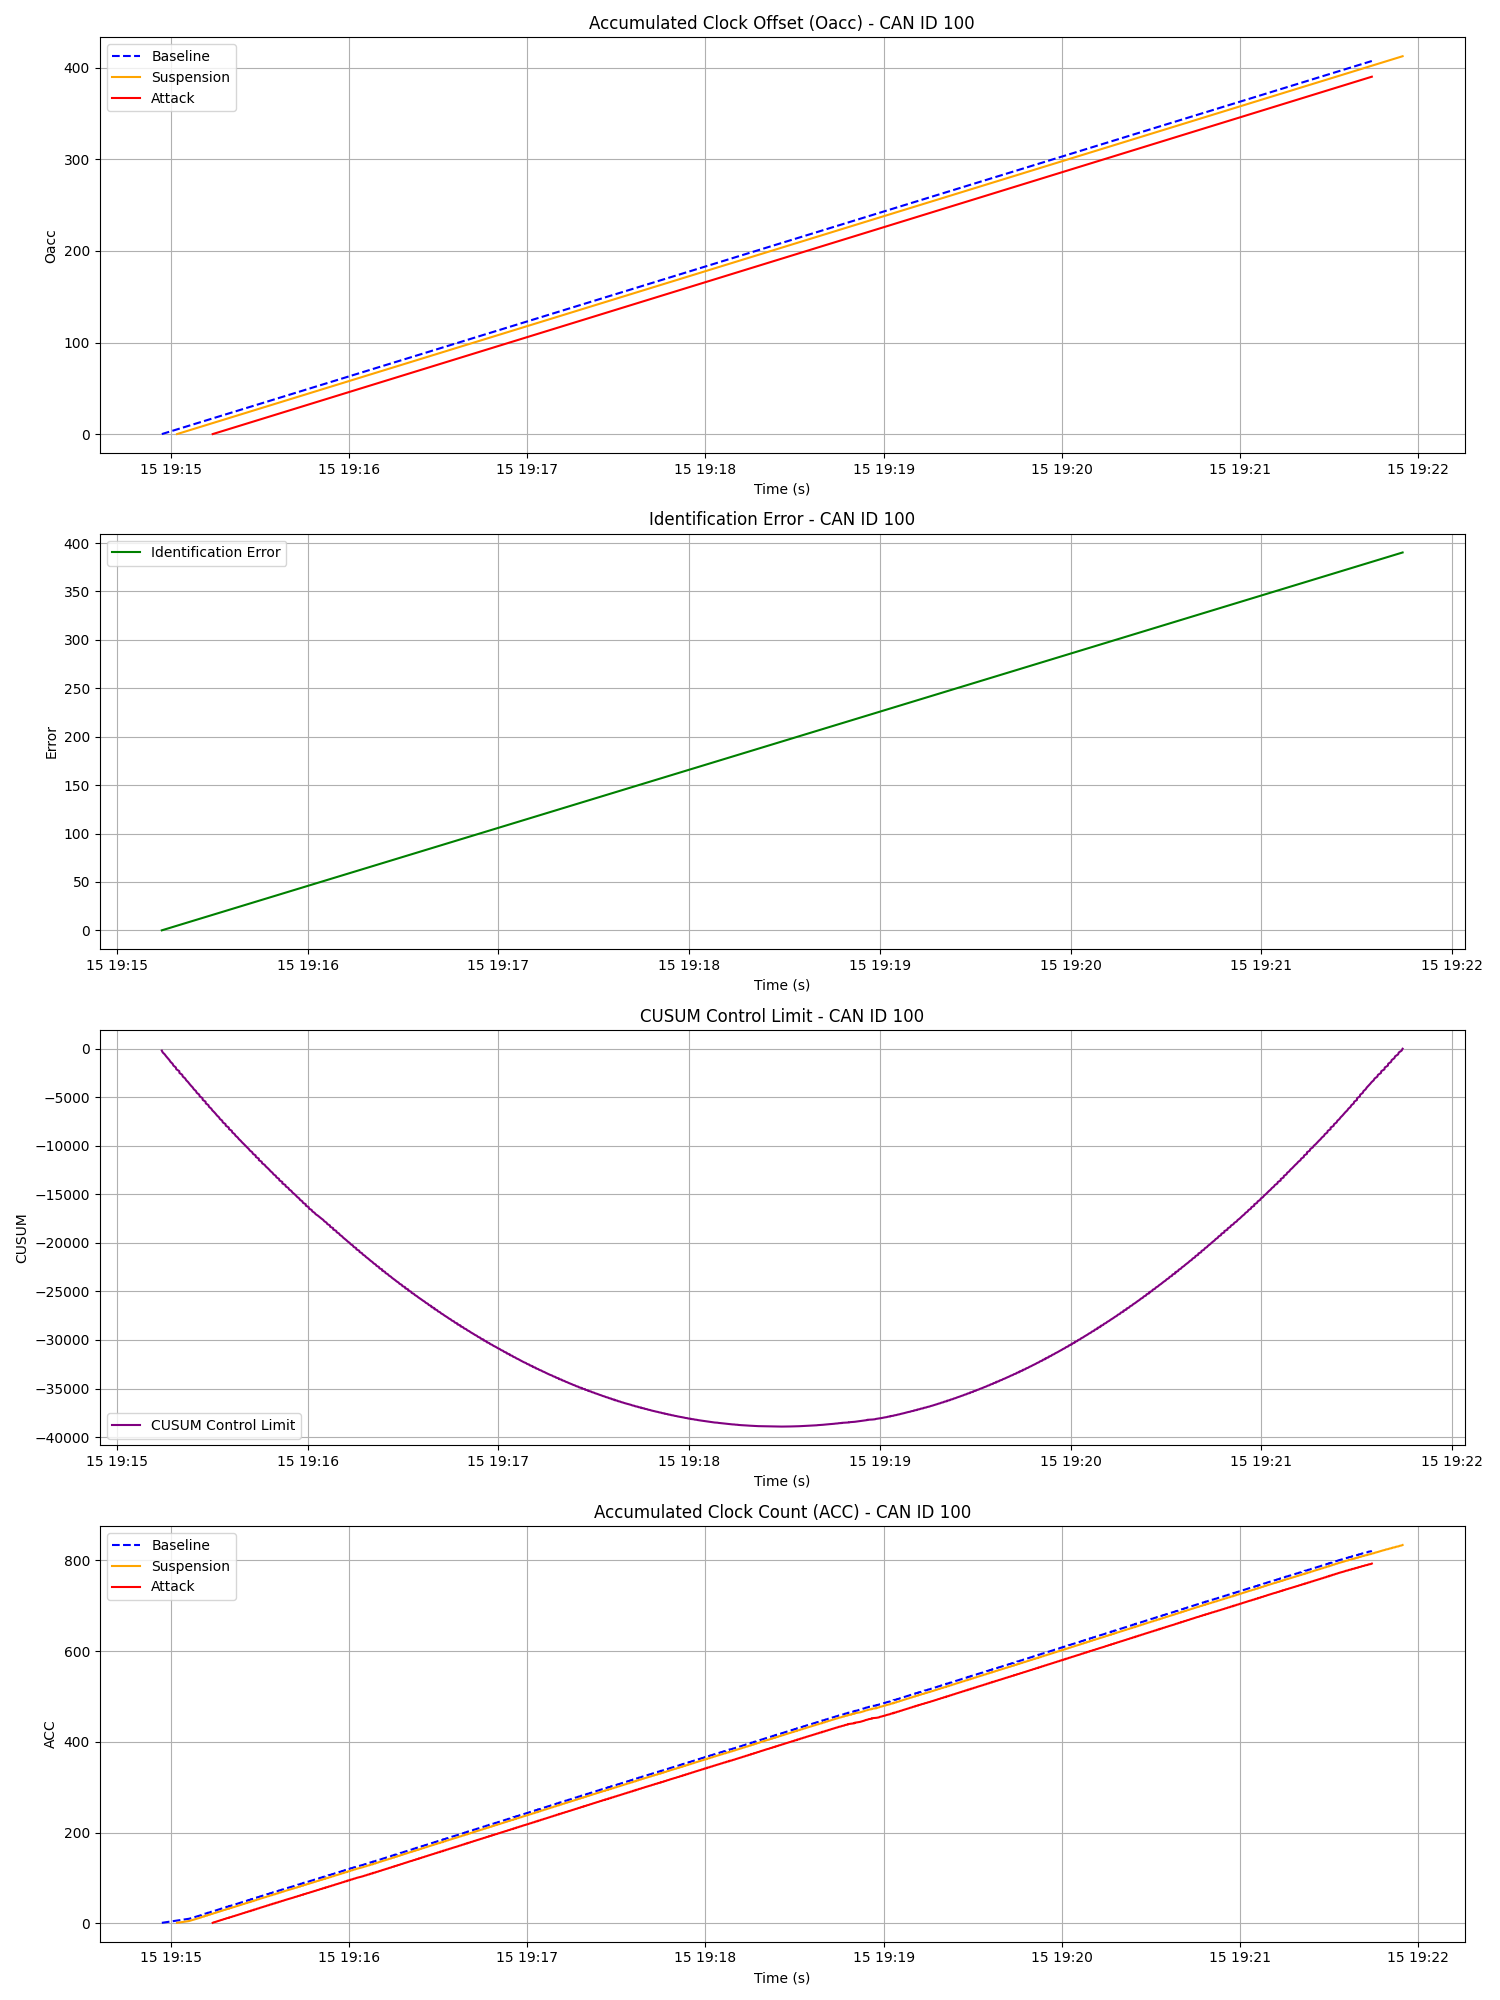 Accumulated Clock Offset (Oacc) - CAN ID 100
Baseline
Suspension
Attack
400
300
200
100
0
Oacc
15 19:15 15 19:16 15 19:17 15 19:18 15 19:19 15 19:20 15 19:21 15 19:22
Time (s)
Identification Error - CAN ID 100
Identification Error
400
350
300
250
200
150
100
50
0
Error
15 19:15 15 19:16 15 19:17 15 19:18 15 19:19 15 19:20 15 19:21 15 19:22
Time (s)
CUSUM Control Limit - CAN ID 100
0
−5000
−10000
−15000
−20000
−25000
−30000
−35000
−40000
CUSUM
CUSUM Control Limit
15 19:15 15 19:16 15 19:17 15 19:18 15 19:19 15 19:20 15 19:21 15 19:22
Time (s)
Accumulated Clock Count (ACC) - CAN ID 100
Baseline
Suspension
Attack
800
600
400
200
0
ACC
15 19:15 15 19:16 15 19:17 15 19:18 15 19:19 15 19:20 15 19:21 15 19:22
Time (s)